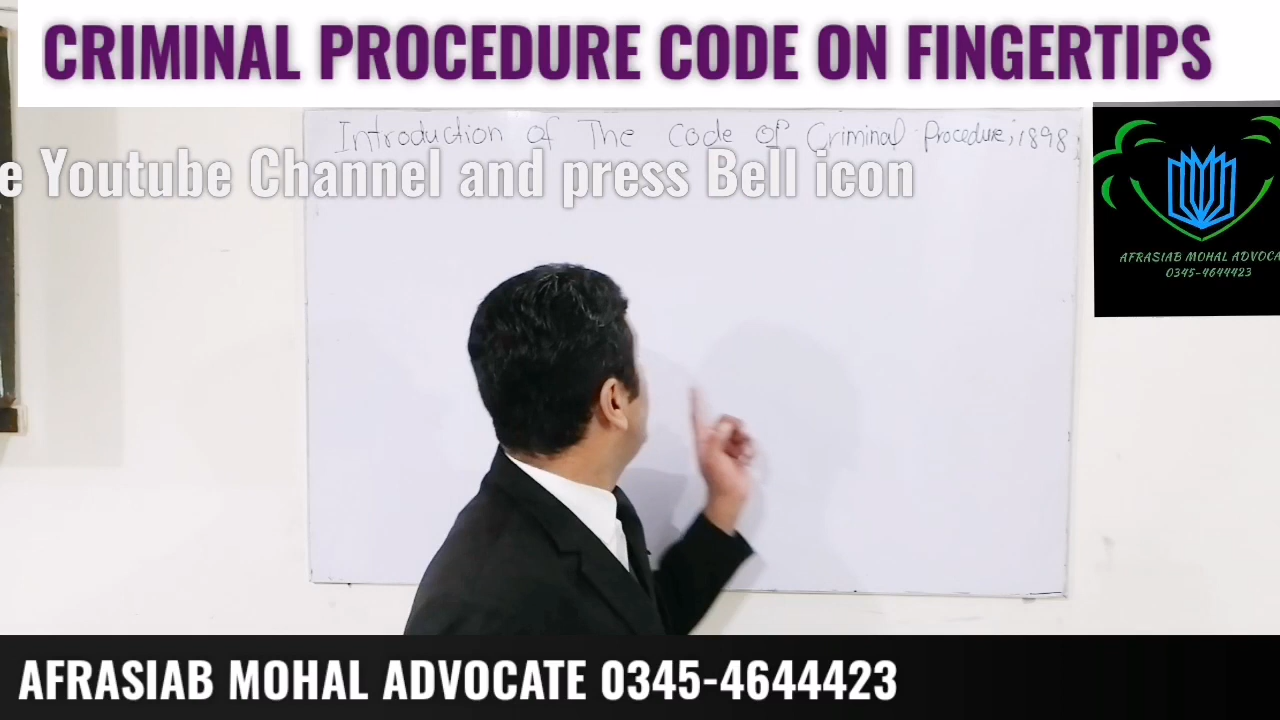 CRIMINAL PROCEDURE CODE ON FINGERTIPS
Introduction of The Code of Criminal Procedure, 1898
e Youtube Channel and press Bell icon
AFRASIAB MOHAL ADVOCA
0345-4644423
AFRASIAB MOHAL ADVOCATE 0345-4644423